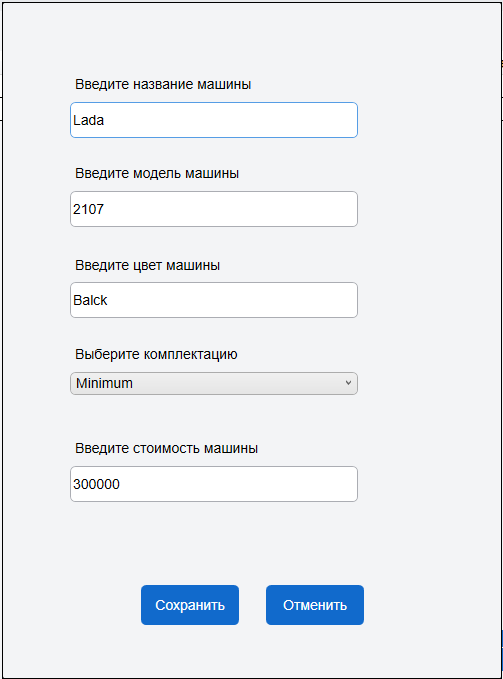 Введите название машины
Lada
Введите модель машины
2107
Введите цвет машины
Balck
Выберите комплектацию
Minimum
Введите стоимость машины
300000
Сохранить Отменить